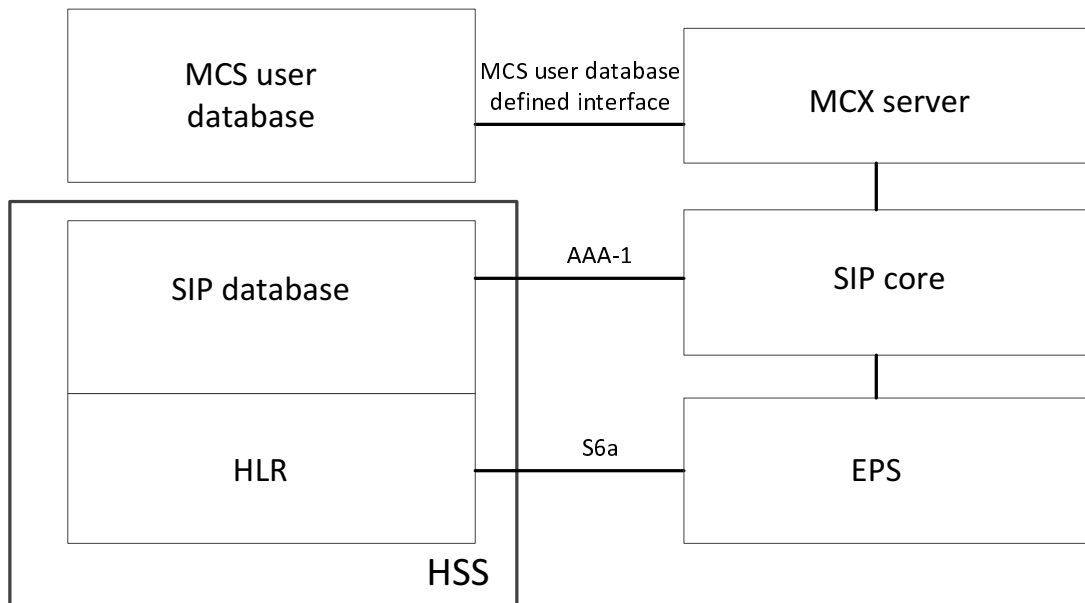 MCS user
database
MCS user database
defined interface
MCX server
SIP database
AAA-1
SIP core
HLR
S6a
EPS
HSS